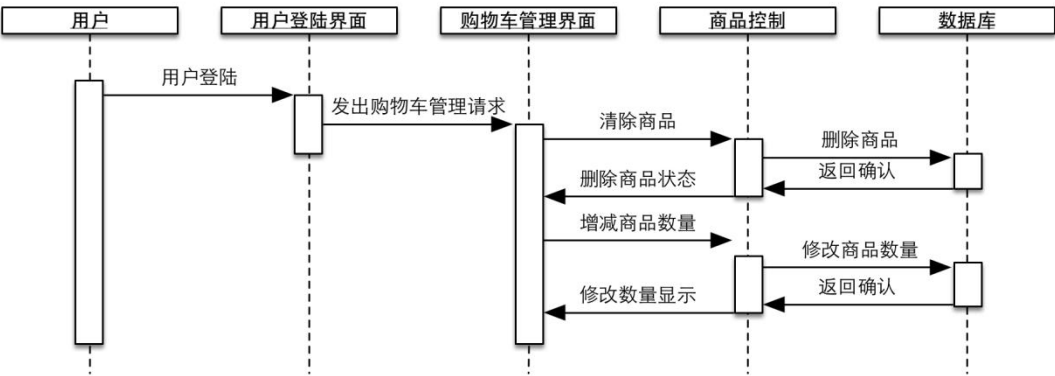 用户
用户登陆界面
购物车管理界面
商品控制
数据库
用户登陆
发出购物车管理请求
清除商品
删除商品
返回确认
删除商品状态
增减商品数量
修改商品数量
返回确认
修改数量显示